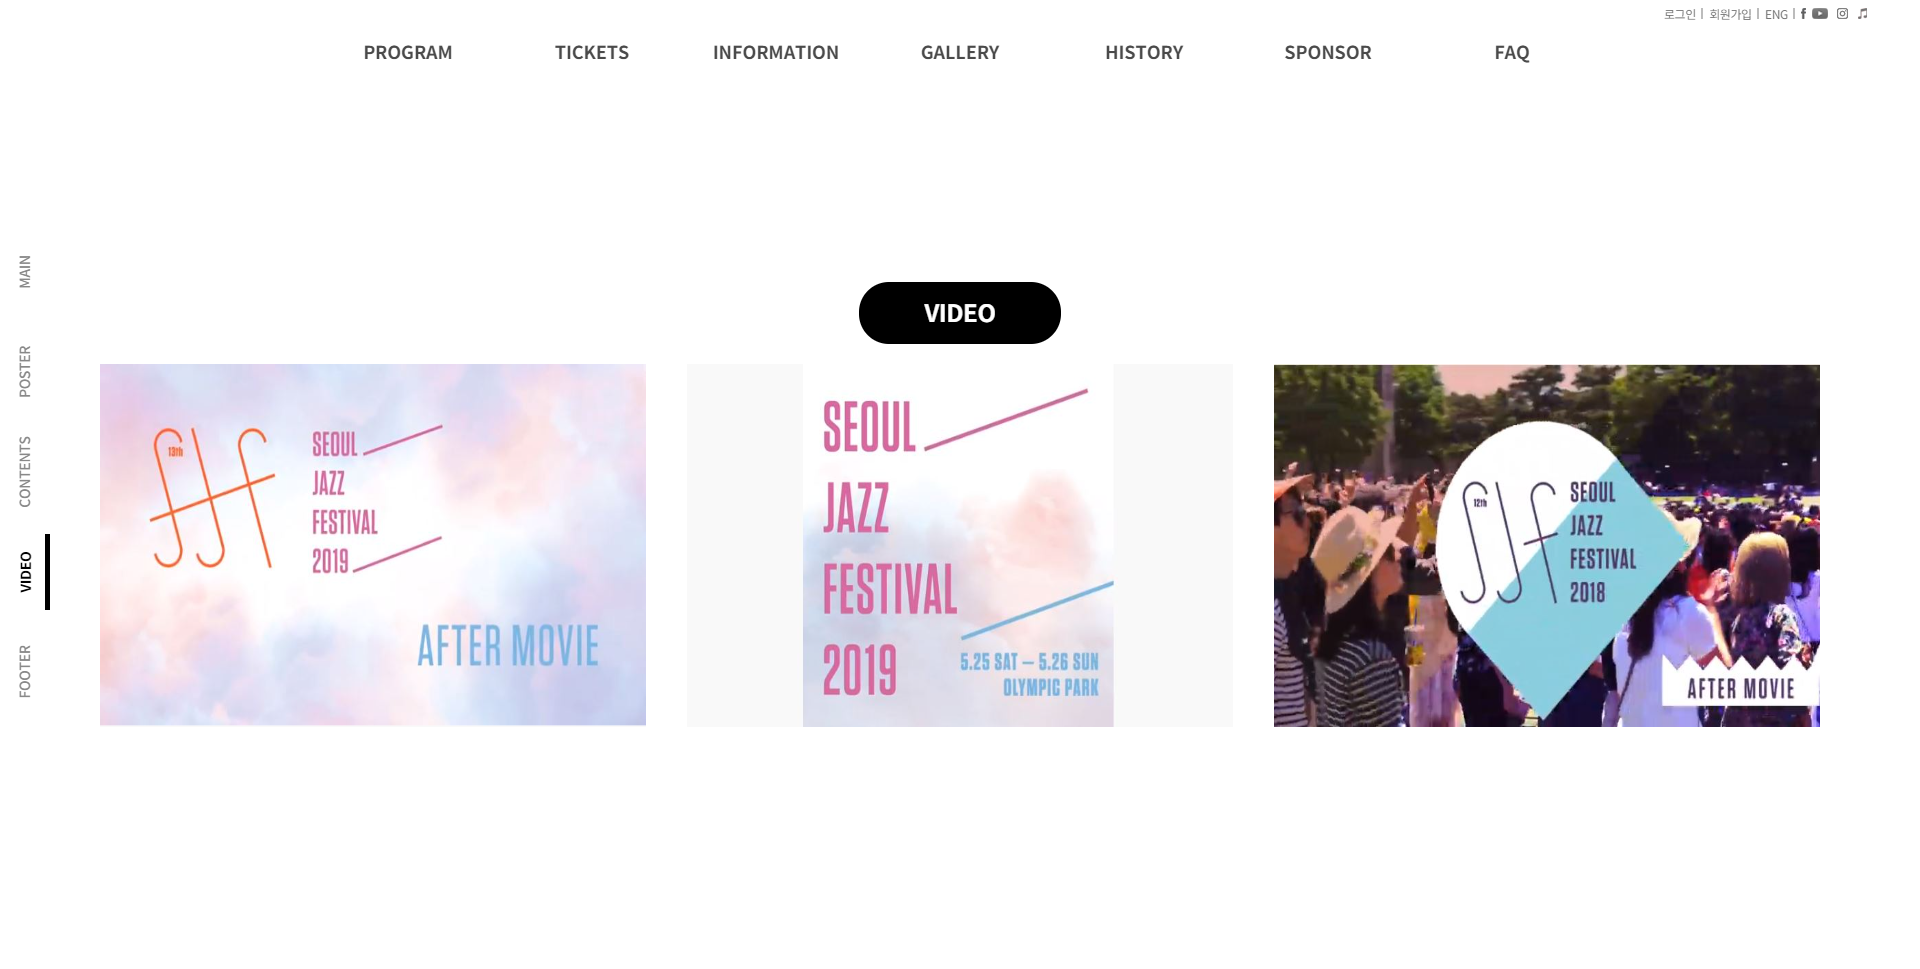 로그인 | 회원가입 | ENG |
PROGRAM TICKETS INFORMATION GALLERY HISTORY SPONSOR FAQ
MAIN
POSTER
CONTENTS
VIDEO
FOOTER
VIDEO
13th
SEOUL
JAZZ
FESTIVAL
2019
AFTER MOVIE
SEOUL
JAZZ
FESTIVAL
2019
5.25 SAT – 5.26 SUN
OLYMPIC PARK
12th
SEOUL
JAZZ
FESTIVAL
2018
AFTER MOVIE